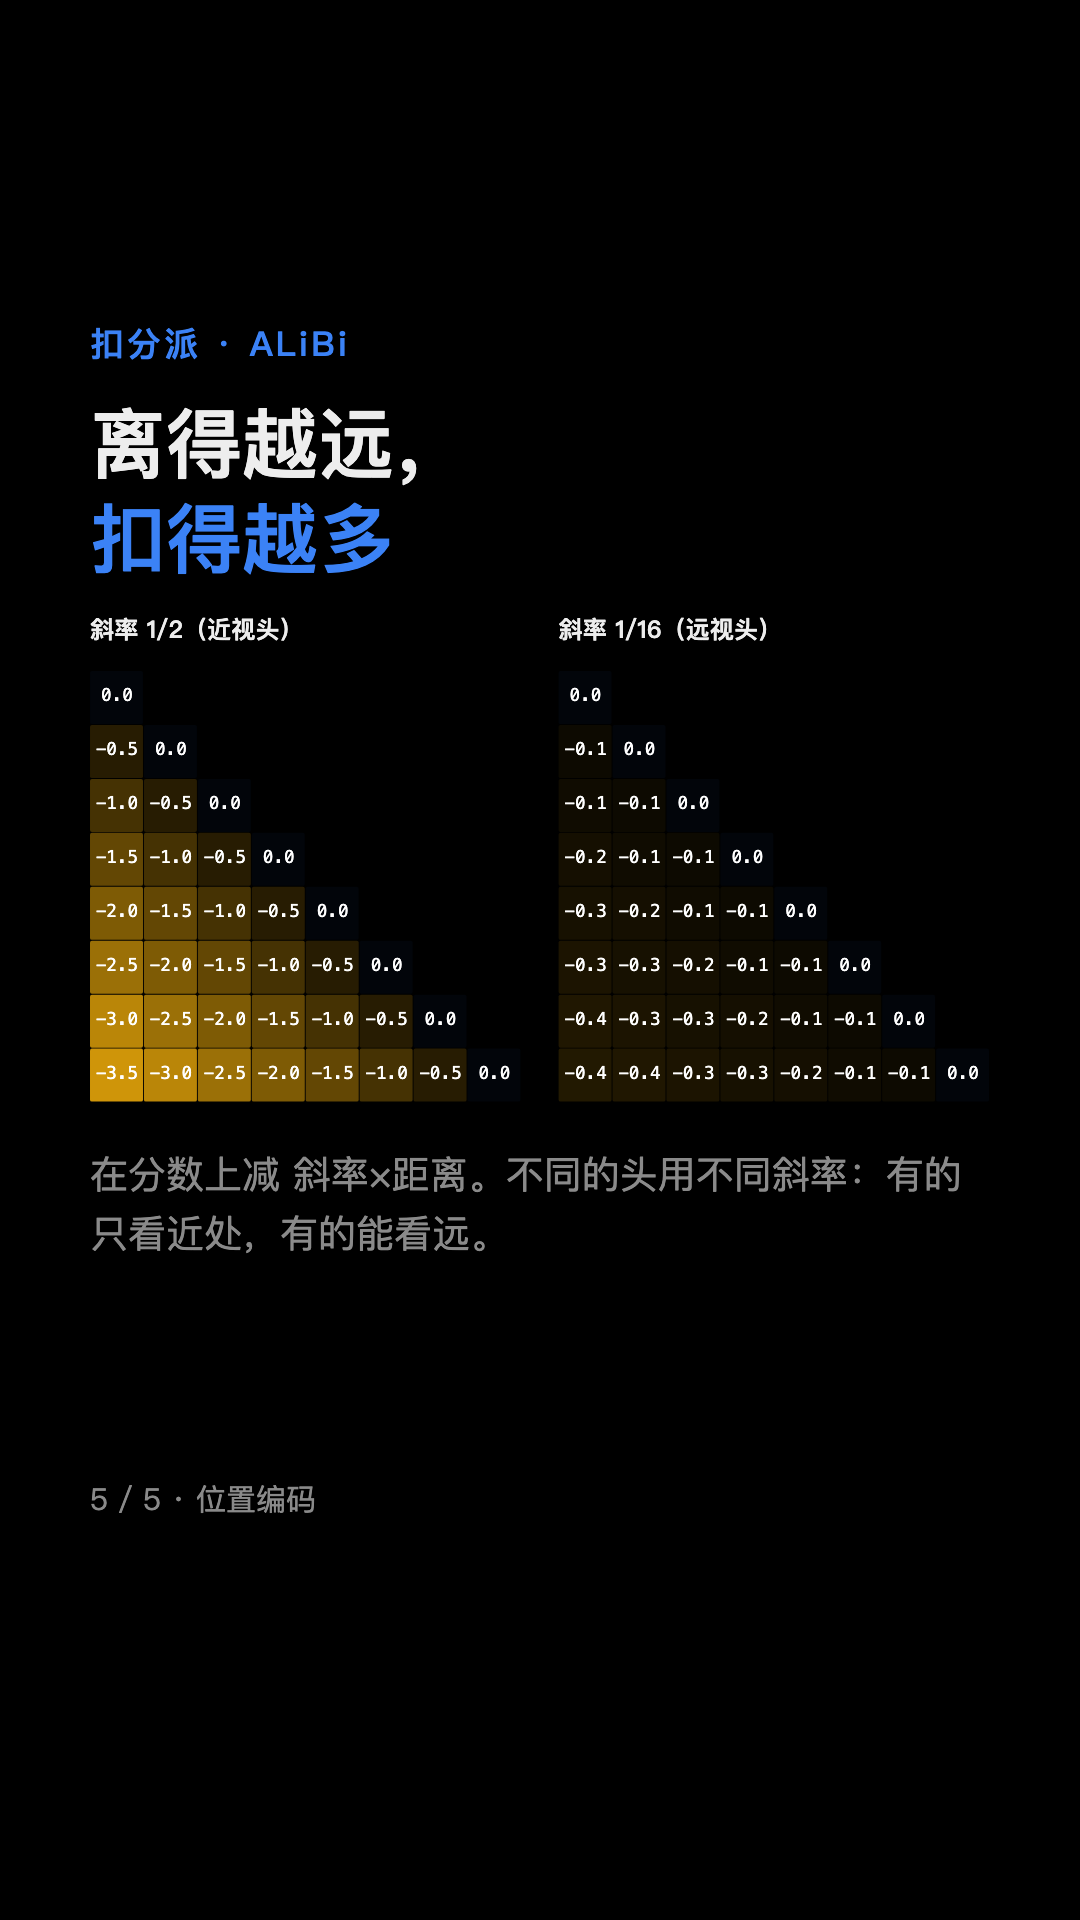 扣分派 · ALiBi
离得越远，
扣得越多
斜率 1/2（近视头）
0.0
-0.5 0.0
-1.0 -0.5 0.0
-1.5 -1.0 -0.5 0.0
-2.0 -1.5 -1.0 -0.5 0.0
-2.5 -2.0 -1.5 -1.0 -0.5 0.0
-3.0 -2.5 -2.0 -1.5 -1.0 -0.5 0.0
-3.5 -3.0 -2.5 -2.0 -1.5 -1.0 -0.5 0.0
斜率 1/16（远视头）
0.0
-0.1 0.0
-0.1 -0.1 0.0
-0.2 -0.1 -0.1 0.0
-0.3 -0.2 -0.1 -0.1 0.0
-0.3 -0.3 -0.2 -0.1 -0.1 0.0
-0.4 -0.3 -0.3 -0.2 -0.1 -0.1 0.0
-0.4 -0.4 -0.3 -0.3 -0.2 -0.1 -0.1 0.0
在分数上减 斜率×距离。不同的头用不同斜率：有的
只看近处，有的能看远。
5 / 5 · 位置编码